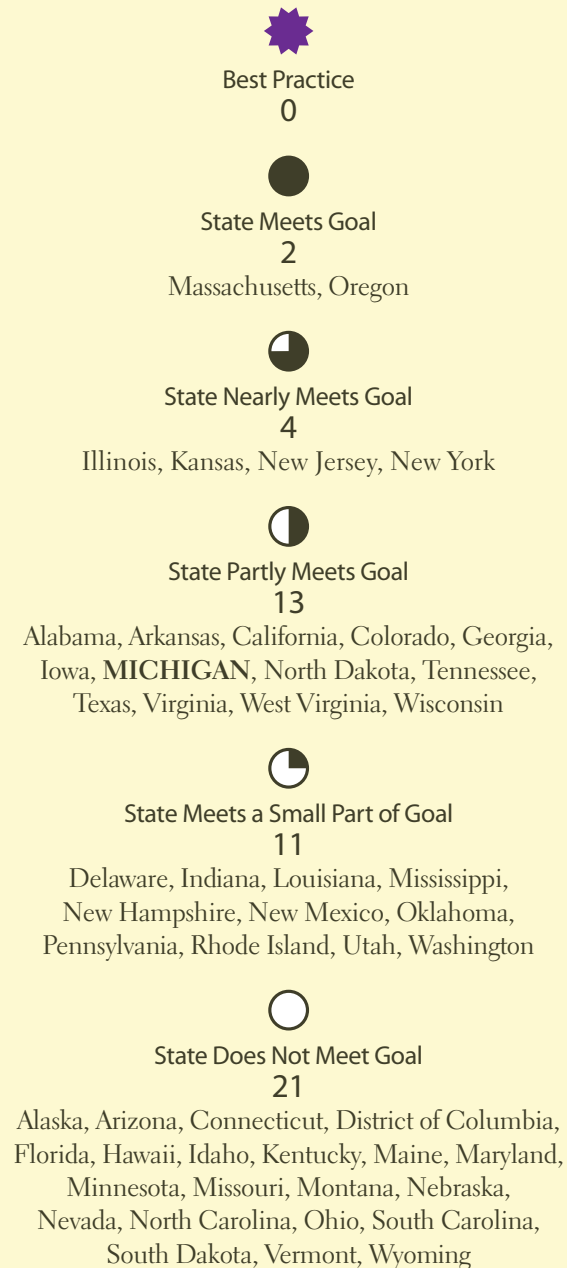 Best Practice
0
State Meets Goal
2
Massachusetts, Oregon
State Nearly Meets Goal
4
Illinois, Kansas, New Jersey, New York
State Partly Meets Goal
13
Alabama, Arkansas, California, Colorado, Georgia,
Iowa, MICHIGAN, North Dakota, Tennessee,
Texas, Virginia, West Virginia, Wisconsin
State Meets a Small Part of Goal
11
Delaware, Indiana, Louisiana, Mississippi,
New Hampshire, New Mexico, Oklahoma,
Pennsylvania, Rhode Island, Utah, Washington
State Does Not Meet Goal
21
Alaska, Arizona, Connecticut, District of Columbia,
Florida, Hawaii, Idaho, Kentucky, Maine, Maryland,
Minnesota, Missouri, Montana, Nebraska,
Nevada, North Carolina, Ohio, South Carolina,
South Dakota, Vermont, Wyoming